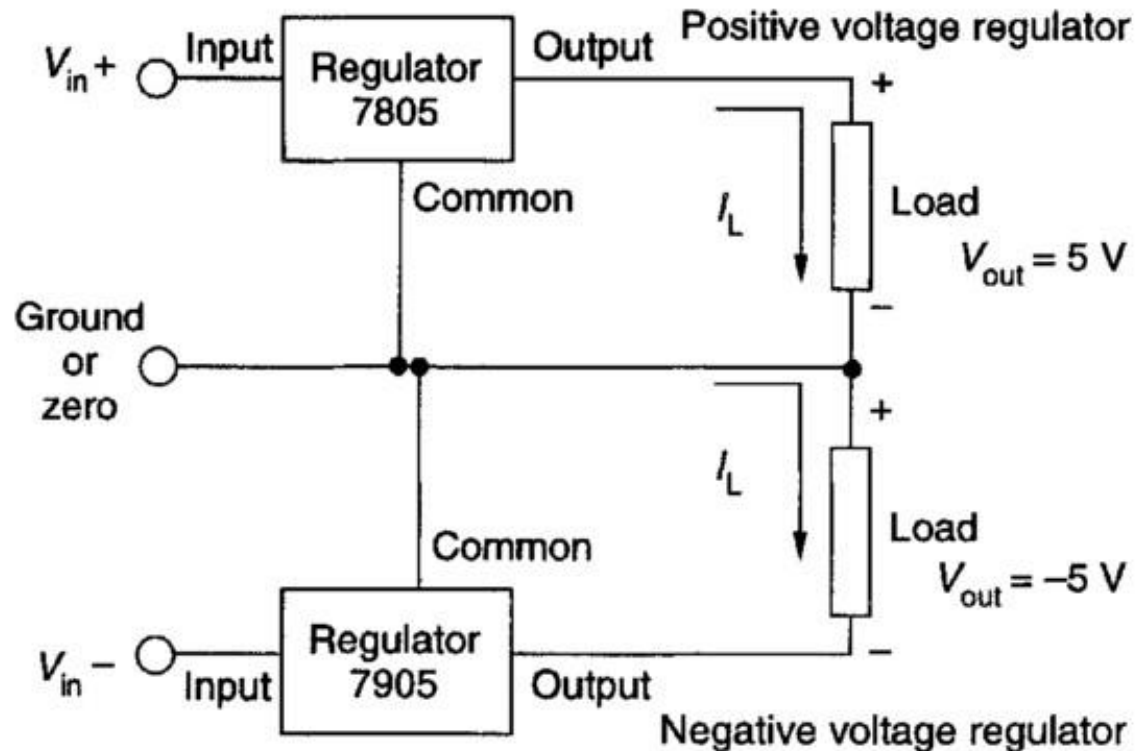 Positive voltage regulator
V_in +
Input
Regulator
7805
Output
Common
+
I_L
Load
V_out = 5 V
–
Ground
or
zero
+
I_L
Load
V_out = –5 V
–
Common
V_in –
Input
Regulator
7905
Output
Negative voltage regulator